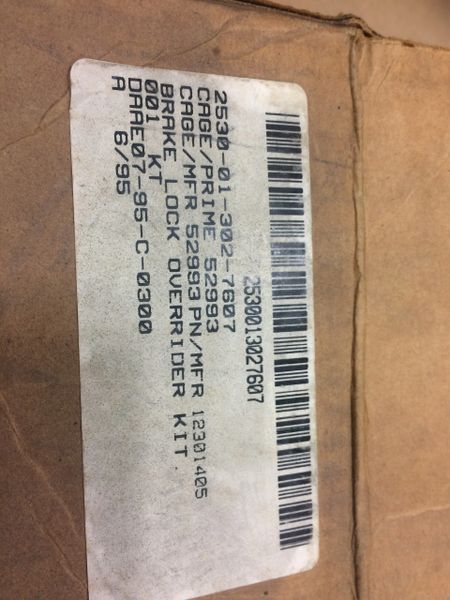 2530013027607
2530-01-302-7607
CAGE/PRIME 52993
CAGE/MFR 52993 PN/MFR 12301405
BRAKE LOCK OVERRIDER KIT
001 KT
DAAE07-95-C-0300
A 6/95